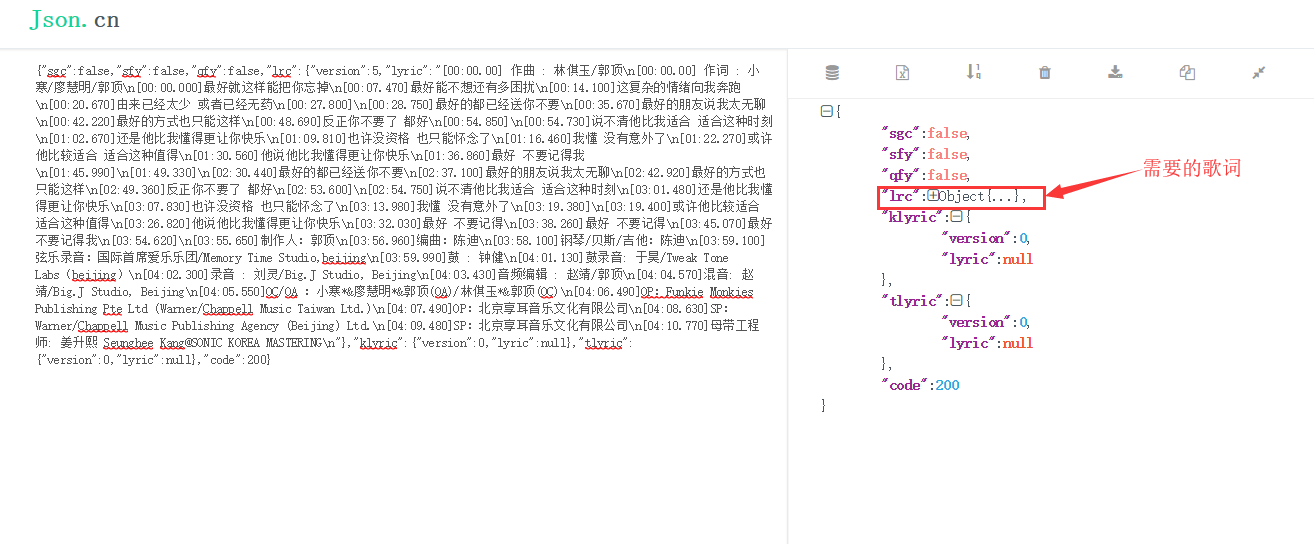 Json.cn
{"sgc":false,"sfy":false,"qfy":false,"lrc":{"version":5,"lyric":"[00:00.00] 作曲 : 林倛玉/郭顶\n[00:00.00] 作词 : 小
寒/廖慧明/郭顶\n[00:00.000]最好就这样能把你忘掉\n[00:07.470]最好能不想还有多困扰\n[00:14.100]这复杂的情绪向我奔跑
\n[00:20.670]由来已经太少 或者已经无药\n[00:27.800]\n[00:28.750]最好的都已经送你不要\n[00:35.670]最好的朋友说我太无聊
\n[00:42.220]最好的方式也只能这样\n[00:48.690]反正你不要了 都好\n[00:54.850]\n[00:54.730]说不清他比我适合 适合这种时刻
\n[01:02.670]还是他比我懂得更让你快乐\n[01:09.810]也许没资格 也只能怀念了\n[01:16.460]我懂 没有意外了\n[01:22.270]或许
他比较适合 适合这种值得\n[01:30.560]他说他比我懂得更让你快乐\n[01:36.860]最好 不要记得我
\n[01:45.990]\n[01:49.330]\n[02:30.440]最好的都已经送你不要\n[02:37.100]最好的朋友说我太无聊\n[02:42.920]最好的方式也
只能这样\n[02:49.360]反正你不要了 都好\n[02:53.600]\n[02:54.750]说不清他比我适合 适合这种时刻\n[03:01.480]还是他比我懂
得更让你快乐\n[03:07.830]也许没资格 也只能怀念了\n[03:13.980]我懂 没有意外了\n[03:19.380]\n[03:19.400]或许他比较适合
适合这种值得\n[03:26.820]他说他比我懂得更让你快乐\n[03:32.030]最好 不要记得\n[03:38.260]最好 不要记得\n[03:45.070]最好
不要记得我\n[03:54.620]\n[03:55.650]制作人: 郭顶\n[03:56.960]编曲: 陈迪\n[03:58.100]钢琴/贝斯/吉他: 陈迪\n[03:59.100]
弦乐录音: 国际首席爱乐乐团/Memory Time Studio,beijing\n[03:59.990]鼓 : 钟健\n[04:01.130]鼓录音: 于昊/Tweak Tone
Labs (beijing) \n[04:02.300]录音 : 刘灵/Big.J Studio, Beijing\n[04:03.430]音频编辑 : 赵靖/郭顶\n[04:04.570]混音: 赵
靖/Big.J Studio, Beijing\n[04:05.550]OC/OA : 小寒*&廖慧明*&郭顶(OA)/林倛玉*&郭顶(OC)\n[04:06.490]OP: Funkie Monkies
Publishing Pte Ltd (Warner/Chappell Music Taiwan Ltd.)\n[04:07.490]OP: 北京享耳音乐文化有限公司\n[04:08.630]SP:
Warner/Chappell Music Publishing Agency (Beijing) Ltd.\n[04:09.480]SP: 北京享耳音乐文化有限公司\n[04:10.770]母带工程
师: 姜升熙 Seunghee Kang@SONIC KOREA MASTERING\n"},"klyric":{"version":0,"lyric":null},"tlyric":
{"version":0,"lyric":null},"code":200}
{
"sgc":false,
"sfy":false,
"qfy":false,
"lrc":Object{...},
需要的歌词
"klyric":{
"version":0,
"lyric":null
},
"tlyric":{
"version":0,
"lyric":null
},
"code":200
}